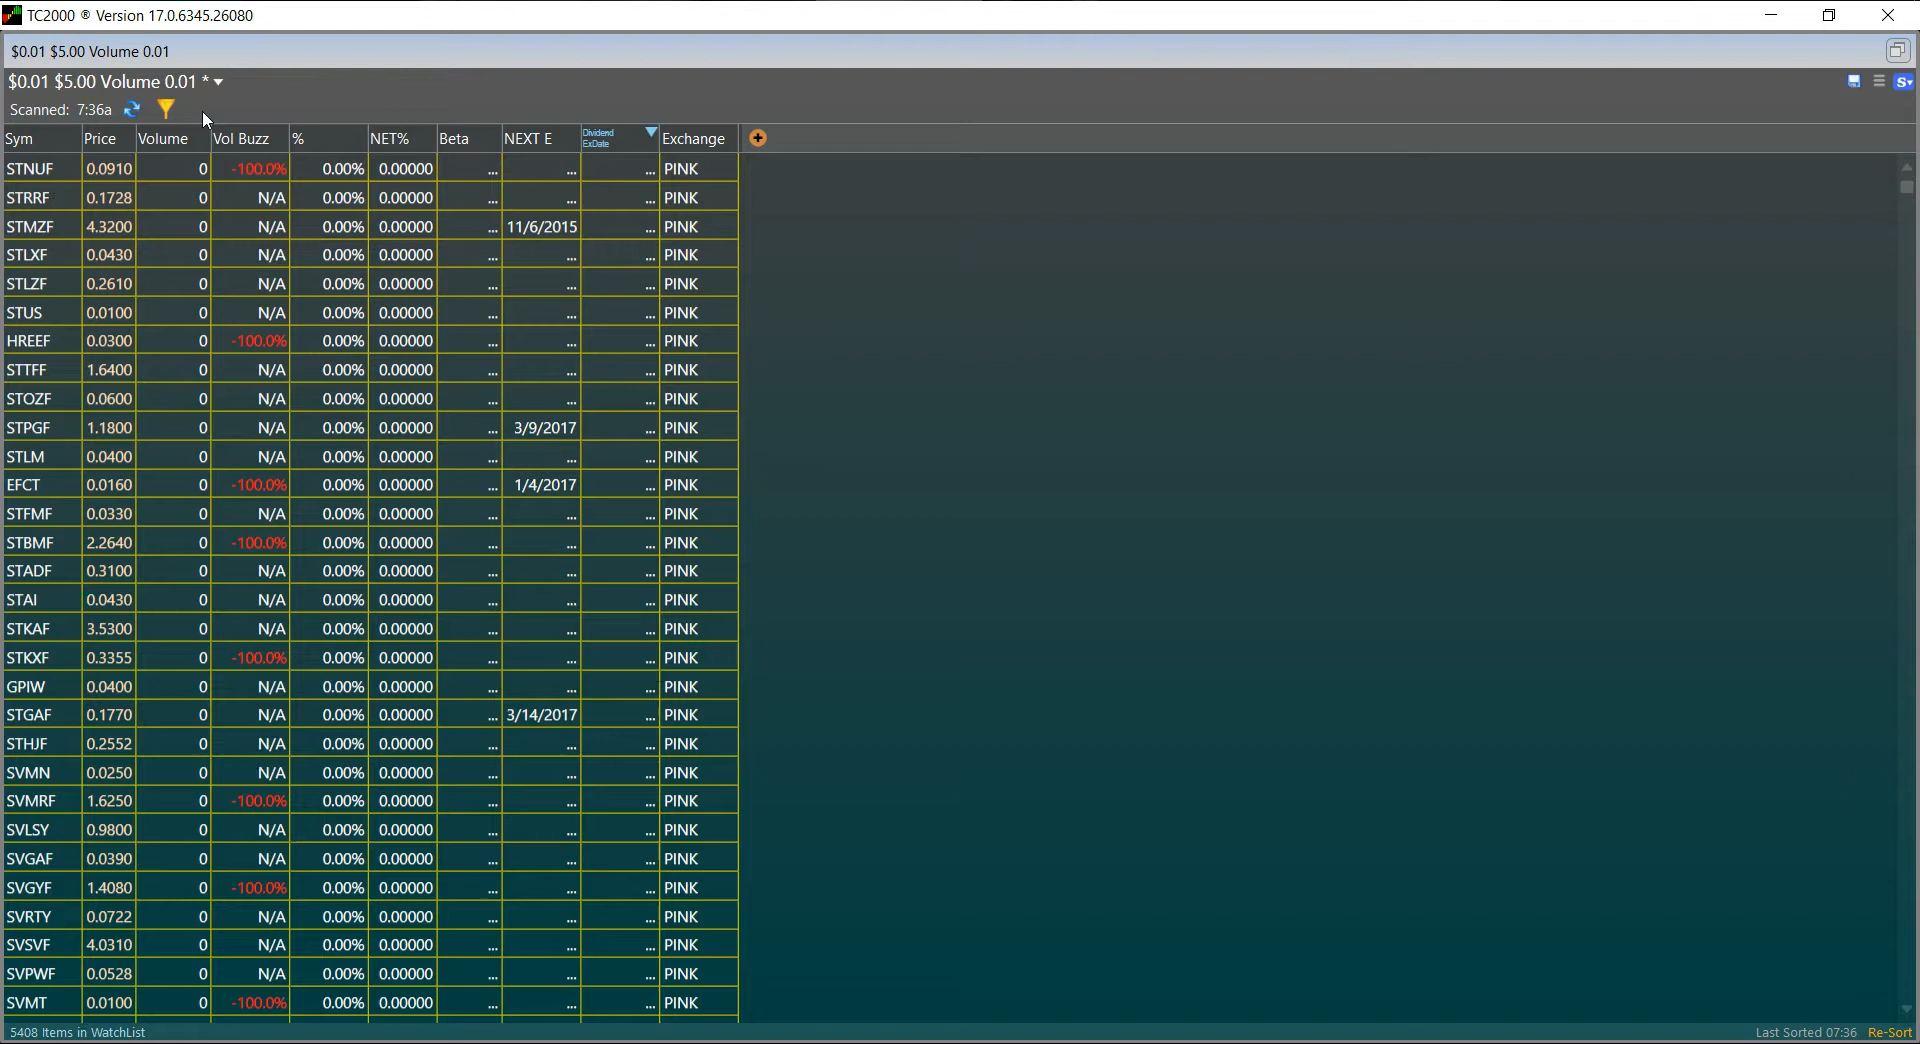 TC2000 ® Version 17.0.6345.26080
$0.01 $5.00 Volume 0.01
$0.01 $5.00 Volume 0.01 *
Scanned: 7:36a
S
Sym Price Volume Vol Buzz % NET% Beta NEXT E Dividend ExDate Exchange
STNUF 0.0910 0 -100.0% 0.00% 0.00000 ... ... ... PINK
STRRF 0.1728 0 N/A 0.00% 0.00000 ... ... ... PINK
STMZF 4.3200 0 N/A 0.00% 0.00000 ... 11/6/2015 ... PINK
STLXF 0.0430 0 N/A 0.00% 0.00000 ... ... ... PINK
STLZF 0.2610 0 N/A 0.00% 0.00000 ... ... ... PINK
STUS 0.0100 0 N/A 0.00% 0.00000 ... ... ... PINK
HREEF 0.0300 0 -100.0% 0.00% 0.00000 ... ... ... PINK
STTFF 1.6400 0 N/A 0.00% 0.00000 ... ... ... PINK
STOZF 0.0600 0 N/A 0.00% 0.00000 ... ... ... PINK
STPGF 1.1800 0 N/A 0.00% 0.00000 ... 3/9/2017 ... PINK
STLM 0.0400 0 N/A 0.00% 0.00000 ... ... ... PINK
EFCT 0.0160 0 -100.0% 0.00% 0.00000 ... 1/4/2017 ... PINK
STFMF 0.0330 0 N/A 0.00% 0.00000 ... ... ... PINK
STBMF 2.2640 0 -100.0% 0.00% 0.00000 ... ... ... PINK
STADF 0.3100 0 N/A 0.00% 0.00000 ... ... ... PINK
STAI 0.0430 0 N/A 0.00% 0.00000 ... ... ... PINK
STKAF 3.5300 0 N/A 0.00% 0.00000 ... ... ... PINK
STKXF 0.3355 0 -100.0% 0.00% 0.00000 ... ... ... PINK
GPIW 0.0400 0 N/A 0.00% 0.00000 ... ... ... PINK
STGAF 0.1770 0 N/A 0.00% 0.00000 ... 3/14/2017 ... PINK
STHJF 0.2552 0 N/A 0.00% 0.00000 ... ... ... PINK
SVMN 0.0250 0 N/A 0.00% 0.00000 ... ... ... PINK
SVMRF 1.6250 0 -100.0% 0.00% 0.00000 ... ... ... PINK
SVLSY 0.9800 0 N/A 0.00% 0.00000 ... ... ... PINK
SVGAF 0.0390 0 N/A 0.00% 0.00000 ... ... ... PINK
SVGYF 1.4080 0 -100.0% 0.00% 0.00000 ... ... ... PINK
SVRTY 0.0722 0 N/A 0.00% 0.00000 ... ... ... PINK
SVSVF 4.0310 0 N/A 0.00% 0.00000 ... ... ... PINK
SVPWF 0.0528 0 N/A 0.00% 0.00000 ... ... ... PINK
SVMT 0.0100 0 -100.0% 0.00% 0.00000 ... ... ... PINK
5408 Items in WatchList Last Sorted 07:36 Re-Sort